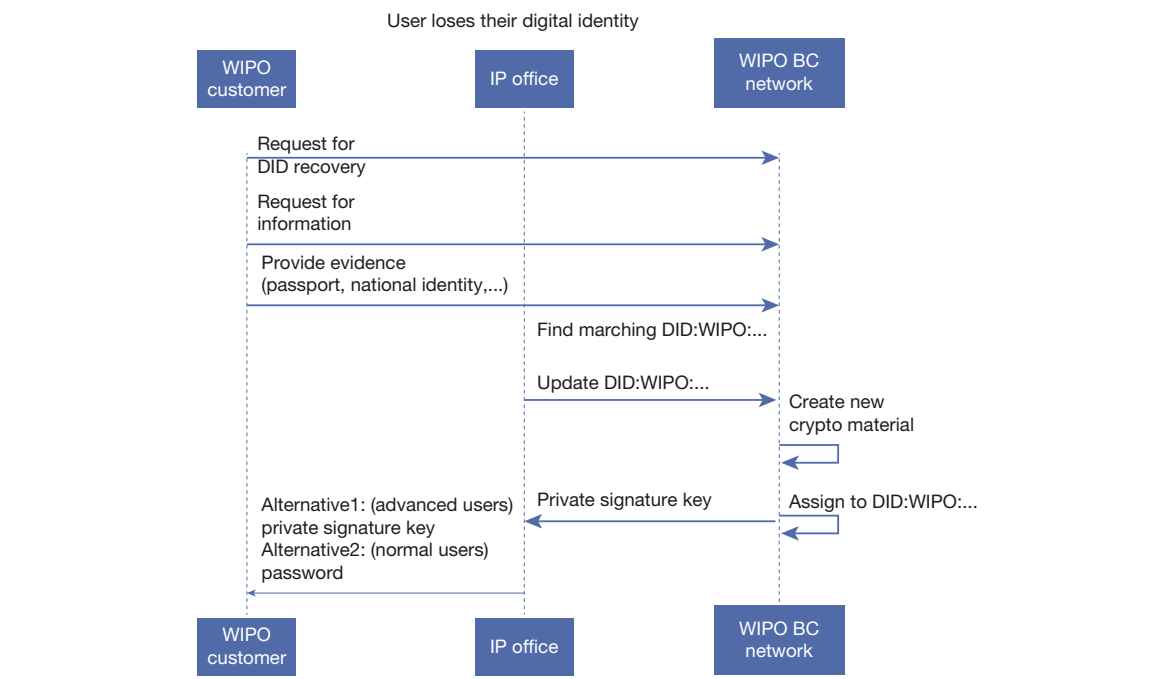 User loses their digital identity
WIPO
customer
IP office
WIPO BC
network
Request for
DID recovery
Request for
information
Provide evidence
(passport, national identity,...)
Find marching DID:WIPO:...
Update DID:WIPO:...
Create new
crypto material
Private signature key
Assign to DID:WIPO:...
Alternative1: (advanced users)
private signature key
Alternative2: (normal users)
password
WIPO
customer
IP office
WIPO BC
network